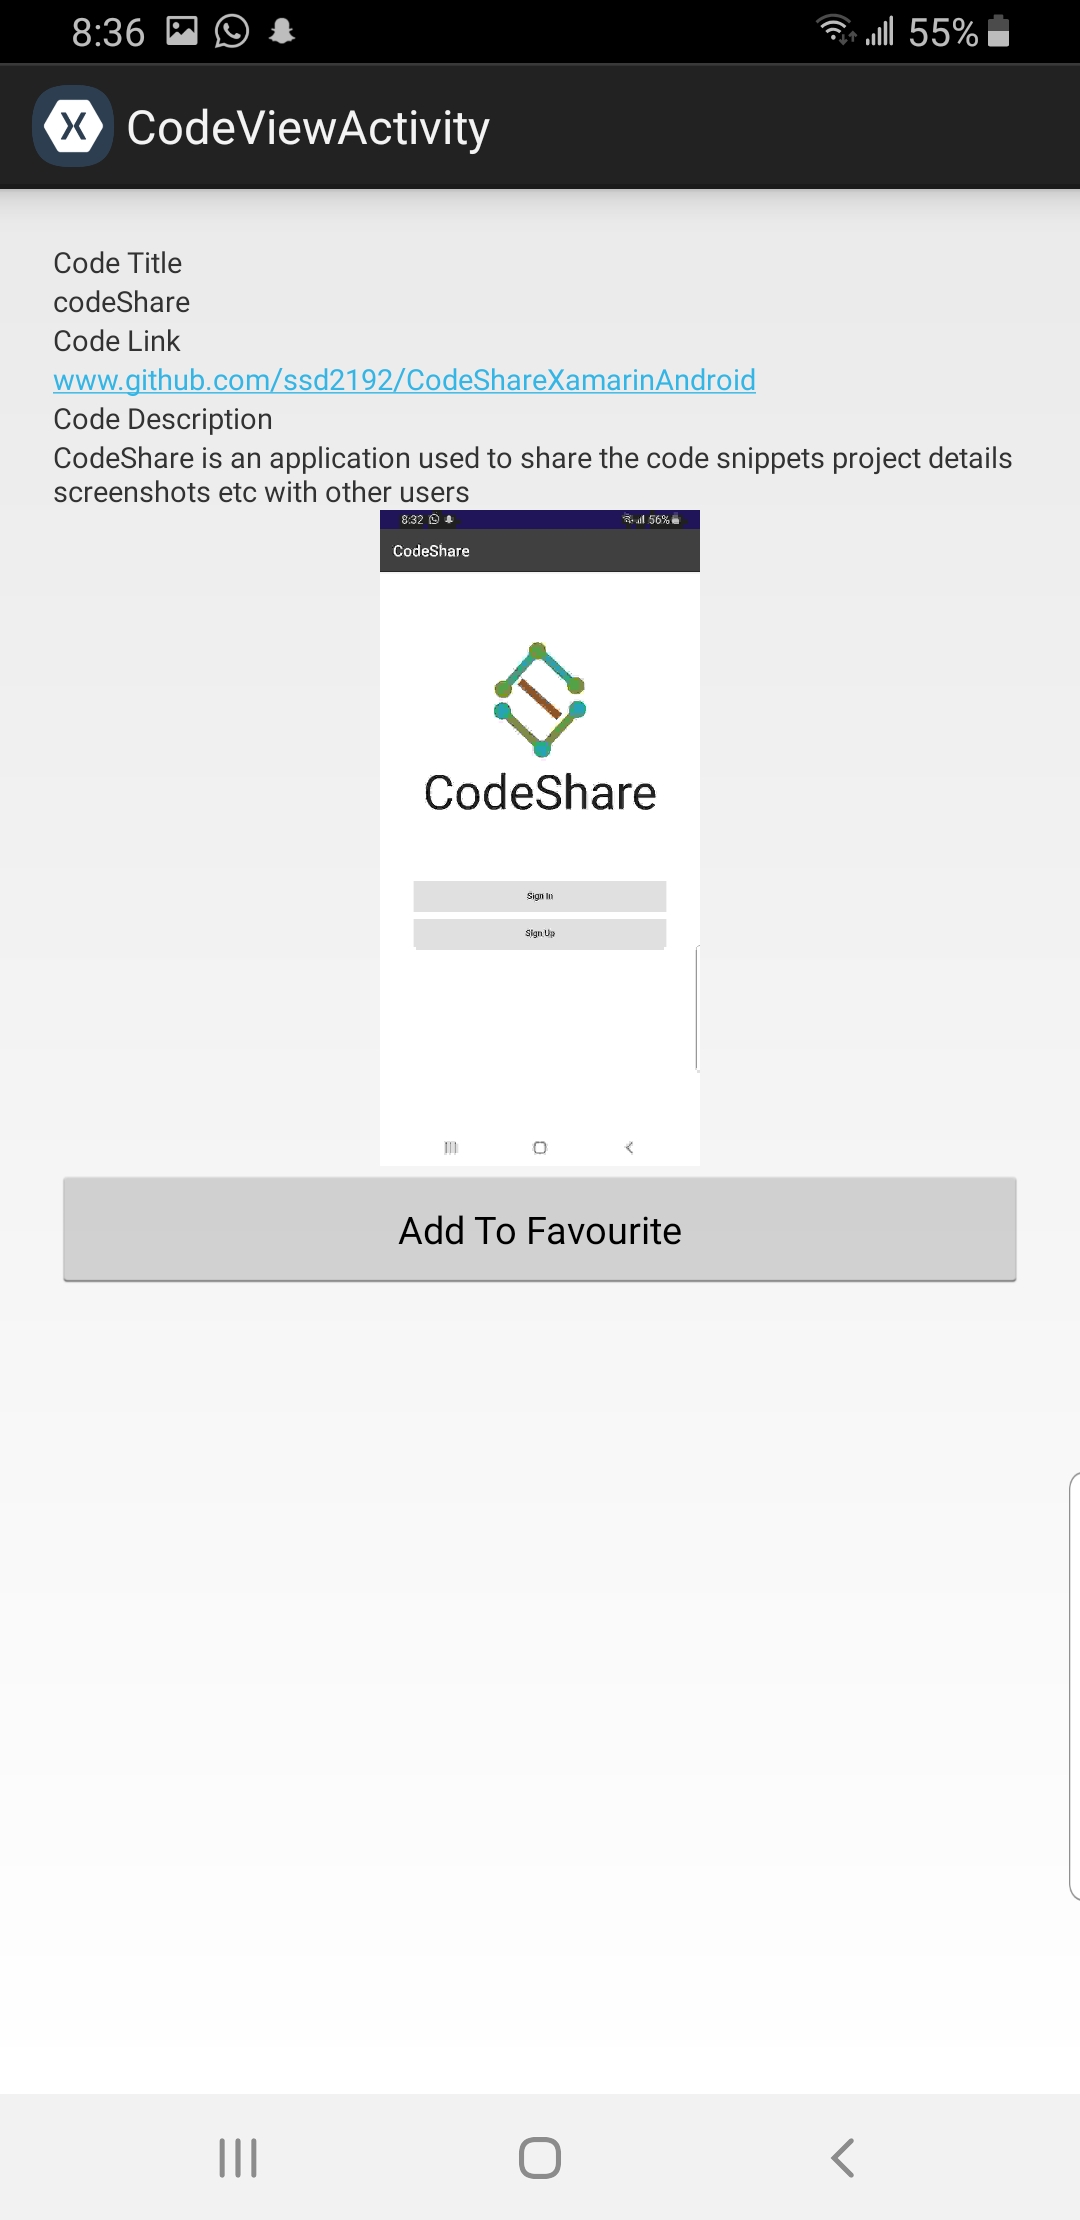 8:36
55%
CodeViewActivity
Code Title
codeShare
Code Link
www.github.com/ssd2192/CodeShareXamarinAndroid
Code Description
CodeShare is an application used to share the code snippets project details
screenshots etc with other users
8:32
56%
CodeShare
CodeShare
Sign In
Sign Up
Add To Favourite